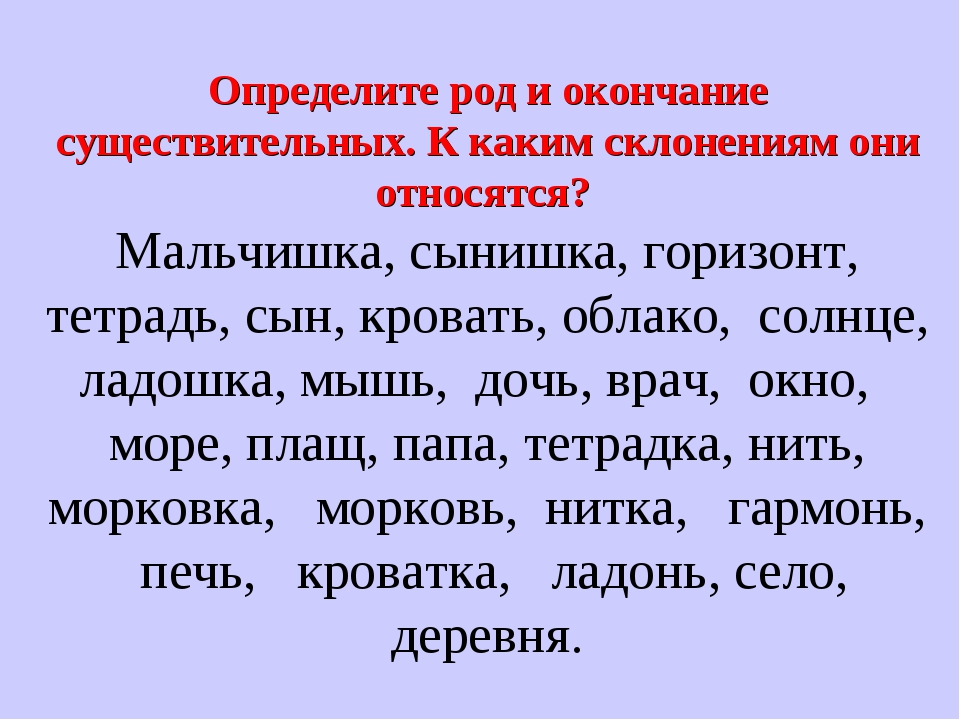 Определите род и окончание
существительных. К каким склонениям они
относятся?
Мальчишка, сынишка, горизонт,
тетрадь, сын, кровать, облако, солнце,
ладошка, мышь, дочь, врач, окно,
море, плащ, папа, тетрадка, нить,
морковка, морковь, нитка, гармонь,
печь, кроватка, ладонь, село,
деревня.